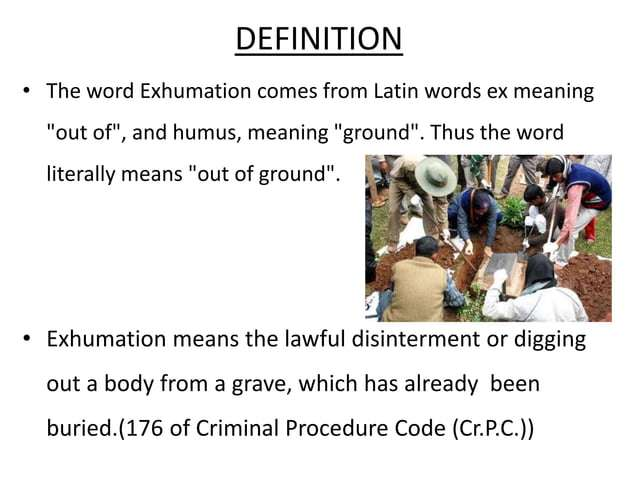 DEFINITION
• The word Exhumation comes from Latin words ex meaning
"out of", and humus, meaning "ground". Thus the word
literally means "out of ground".
• Exhumation means the lawful disinterment or digging
out a body from a grave, which has already  been
buried.(176 of Criminal Procedure Code (Cr.P.C.))